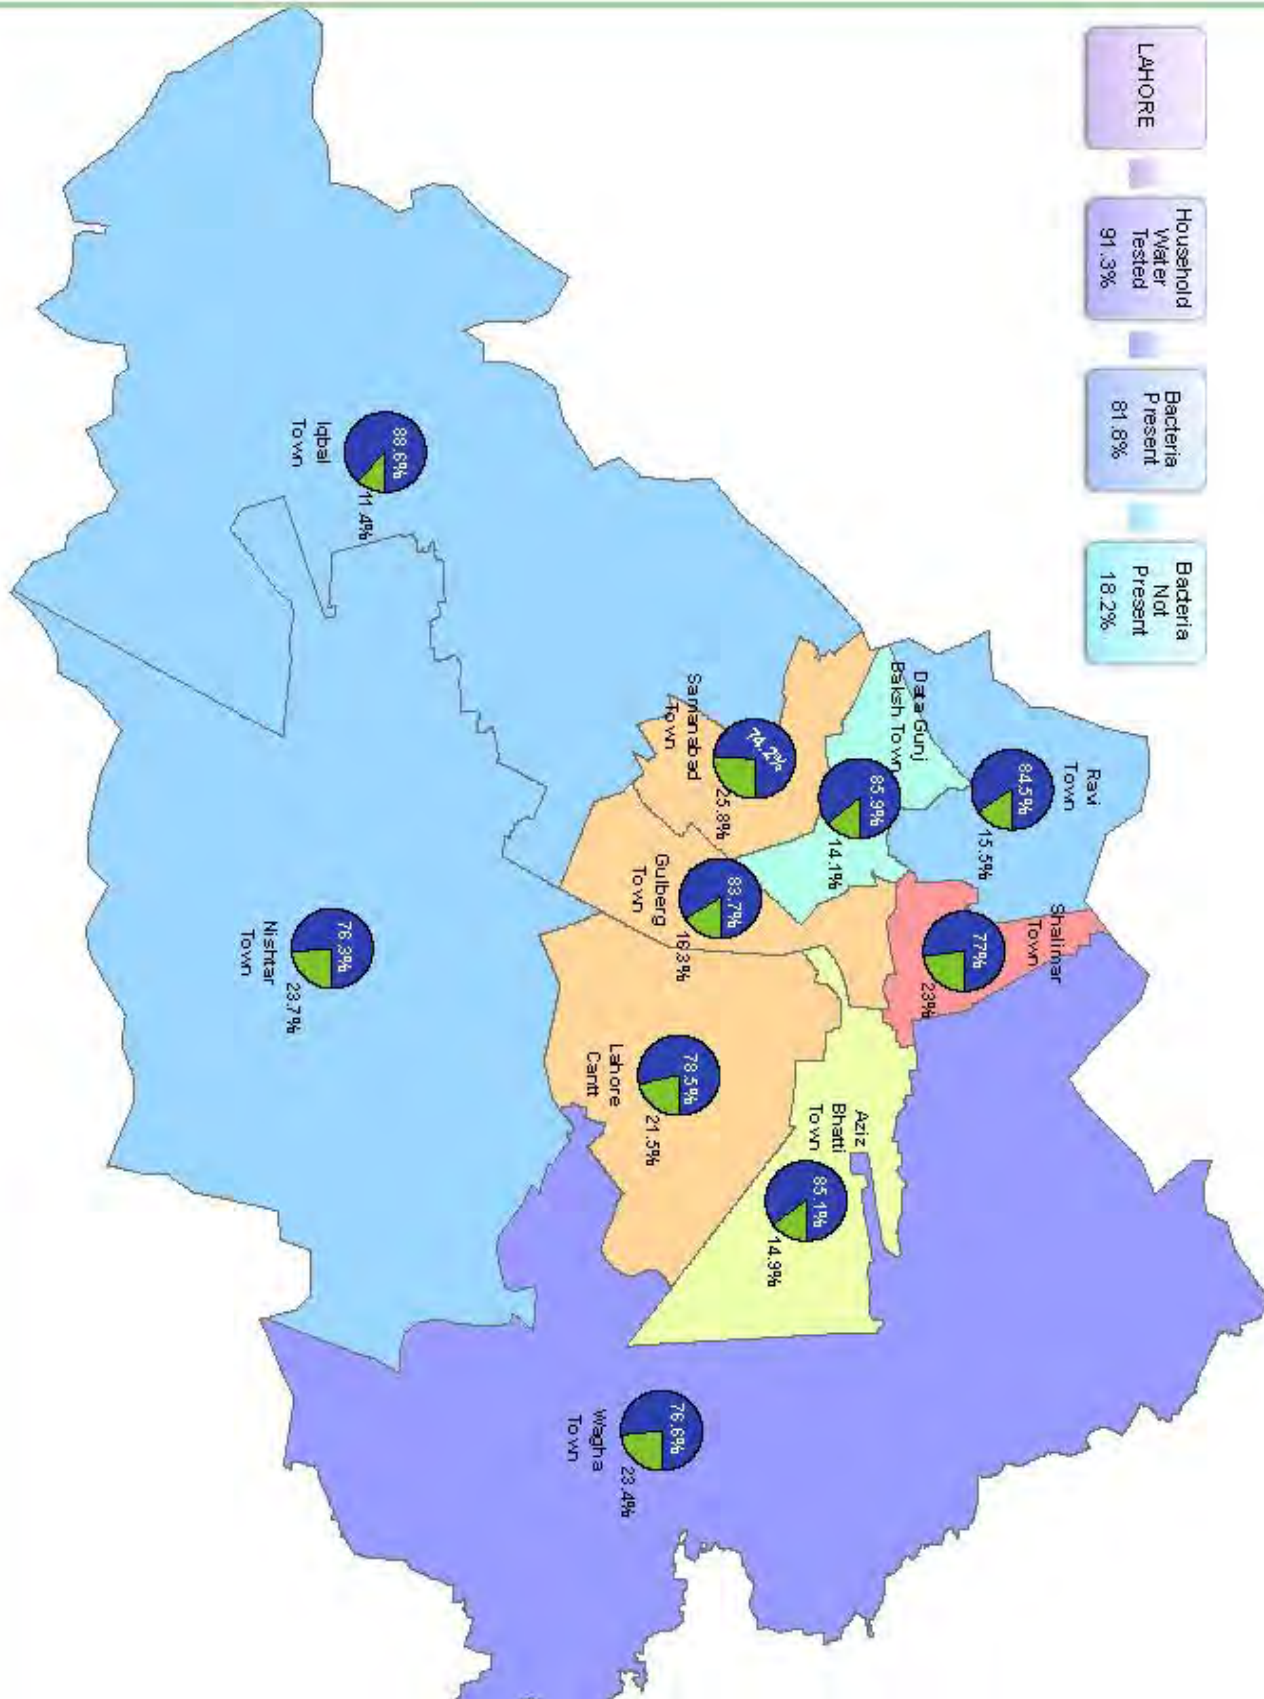 LAHORE
Household
Water
Tested
91.3%
Bacteria
Present
81.8%
Bacteria
Not
Present
18.2%
Ravi
Town
84.5%
15.5%
Shalimar
Town
77%
23%
Data Gunj
Baksh Town
85.9%
14.1%
Aziz
Bhatti
Town
85.1%
14.9%
Samanabad
Town
74.2%
25.8%
Gulberg
Town
83.7%
16.3%
Lahore
Cantt
78.5%
21.5%
Wagha
Town
76.6%
23.4%
Iqbal
Town
88.6%
11.4%
Nishtar
Town
76.3%
23.7%